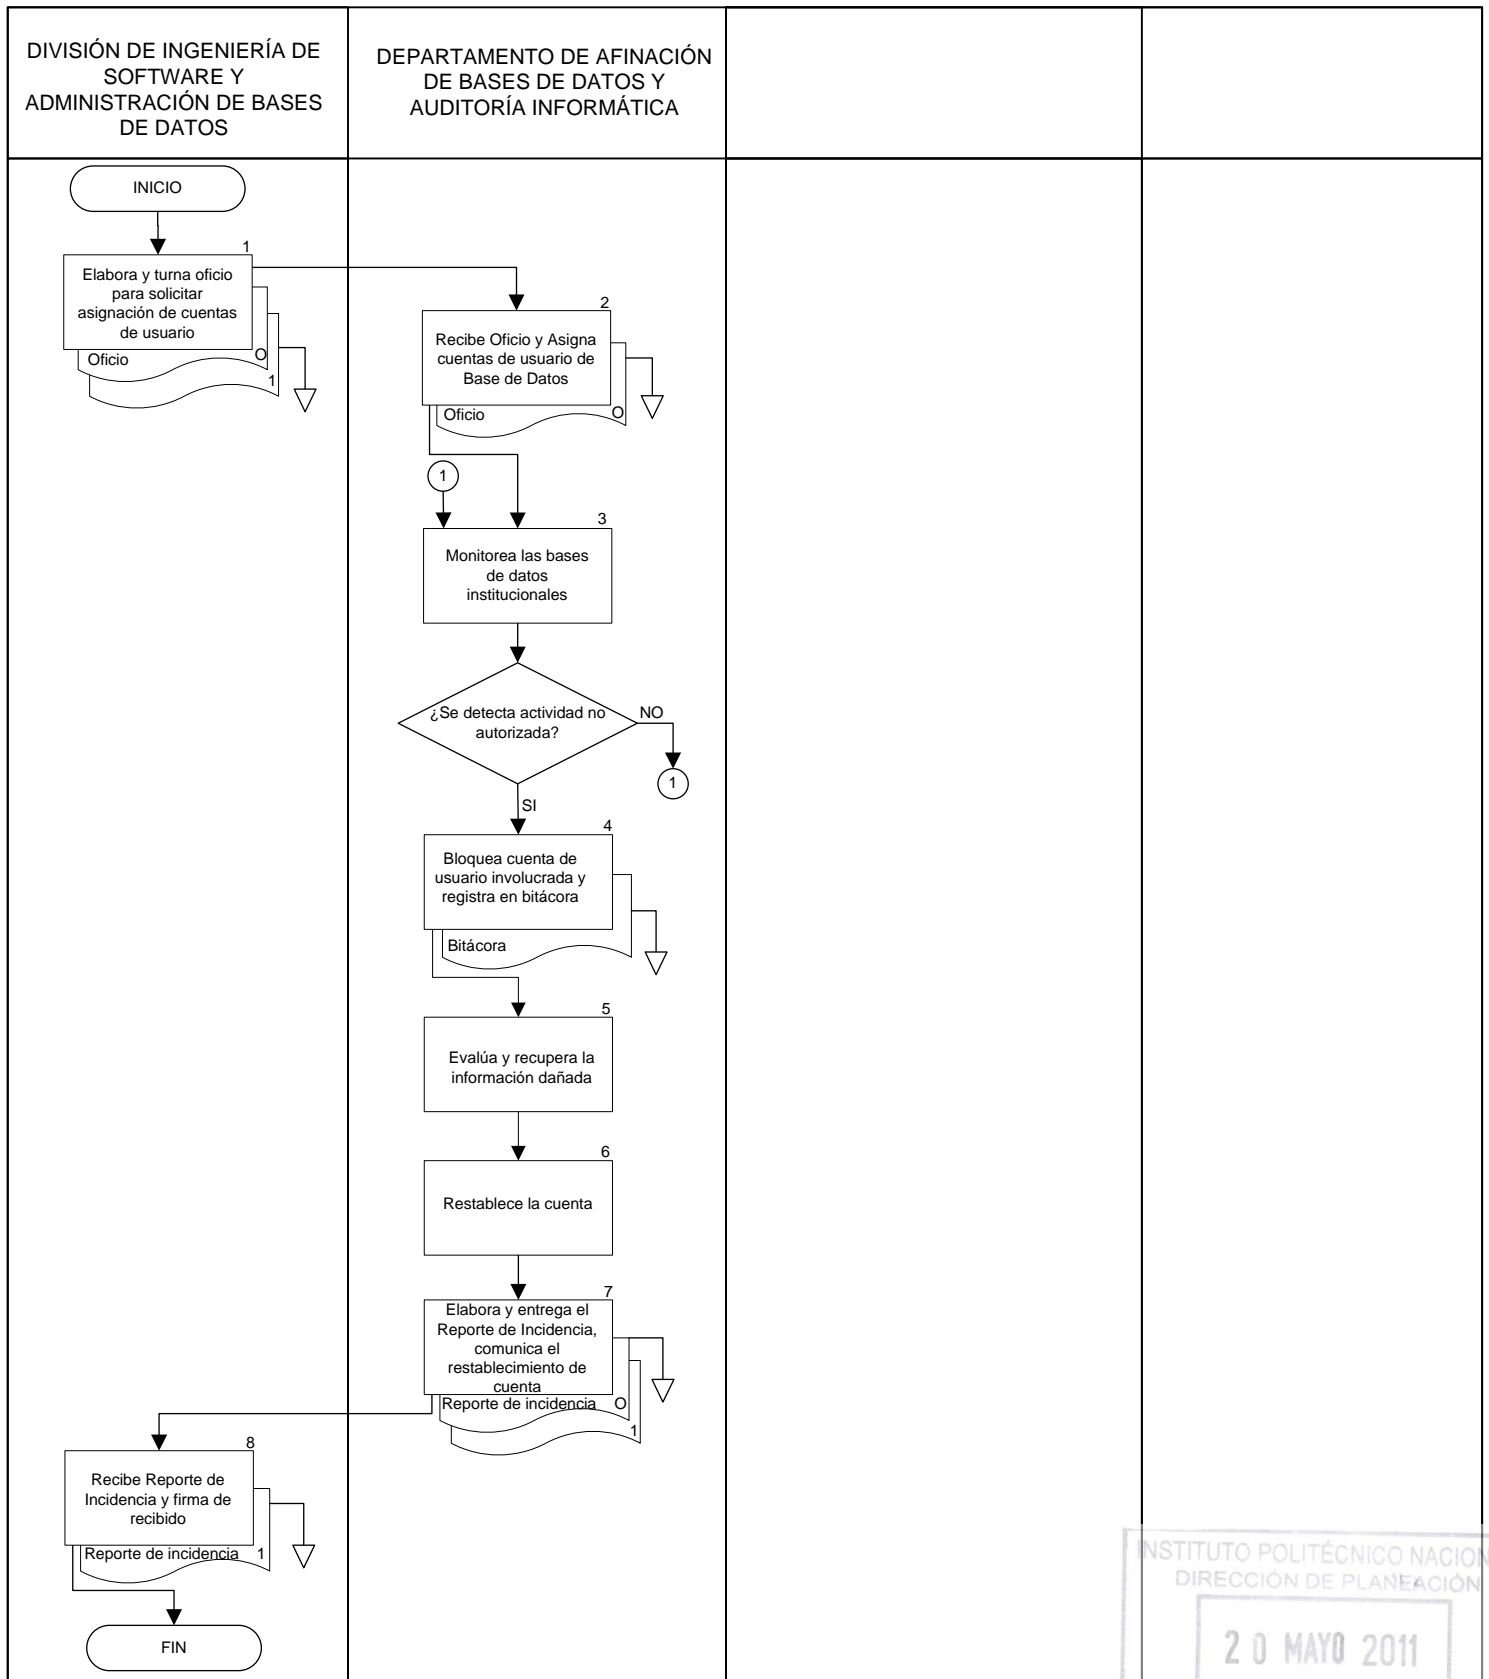 DIVISIÓN DE INGENIERÍA DE
SOFTWARE Y
ADMINISTRACIÓN DE BASES
DE DATOS
DEPARTAMENTO DE AFINACIÓN
DE BASES DE DATOS Y
AUDITORÍA INFORMÁTICA
INICIO
1
Elabora y turna oficio
para solicitar
asignación de cuentas
de usuario
Oficio
O
1
2
Recibe Oficio y Asigna
cuentas de usuario de
Base de Datos
Oficio
O
1
3
Monitorea las bases
de datos
institucionales
¿Se detecta actividad no
autorizada?
NO
1
SI
4
Bloquea cuenta de
usuario involucrada y
registra en bitácora
Bitácora
5
Evalúa y recupera la
información dañada
6
Restablece la cuenta
7
Elabora y entrega el
Reporte de Incidencia,
comunica el
restablecimiento de
cuenta
Reporte de incidencia
O
1
8
Recibe Reporte de
Incidencia y firma de
recibido
Reporte de incidencia
1
FIN
INSTITUTO POLITÉCNICO NACION
DIRECCIÓN DE PLANEACIÓN
20 MAYO 2011